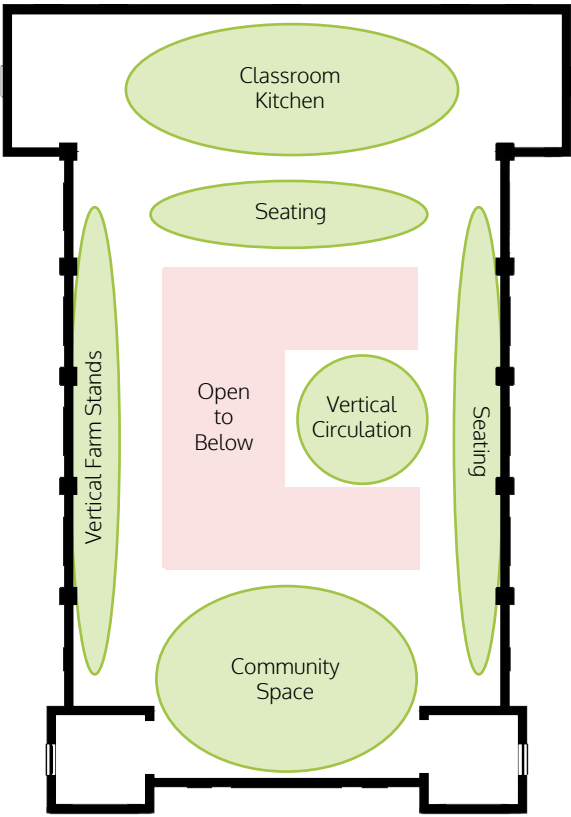 Classroom
Kitchen
Seating
Vertical Farm Stands
Open
to
Below
Vertical
Circulation
Seating
Community
Space